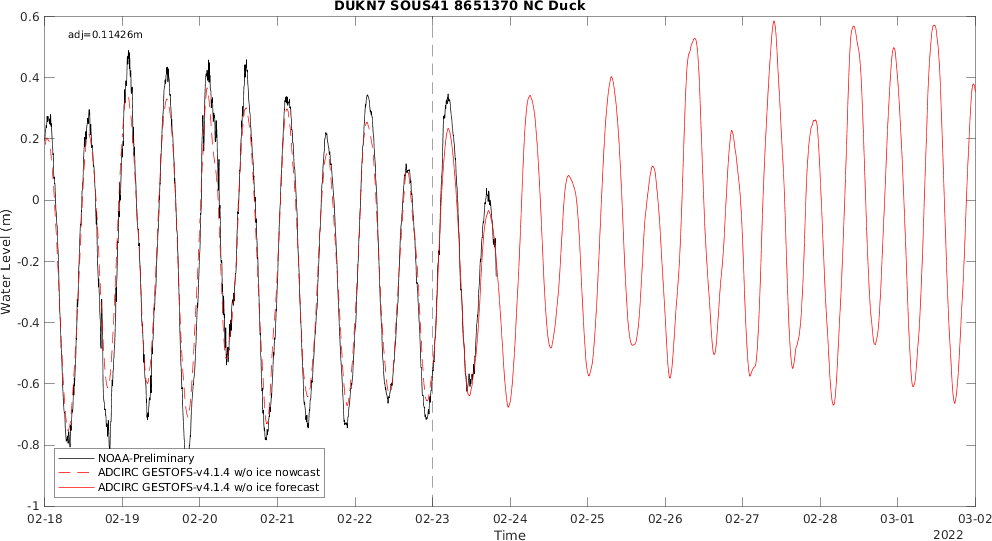 DUKN7 SOUS41 8651370 NC Duck
adj=0.11426m
0.6
0.4
0.2
0
-0.2
-0.4
-0.6
-0.8
-1
Water Level (m)
NOAA-Preliminary
ADCIRC GESTOFS-v4.1.4 w/o ice nowcast
ADCIRC GESTOFS-v4.1.4 w/o ice forecast
02-18 02-19 02-20 02-21 02-22 02-23 02-24 02-25 02-26 02-27 02-28 03-01 03-02
Time
2022